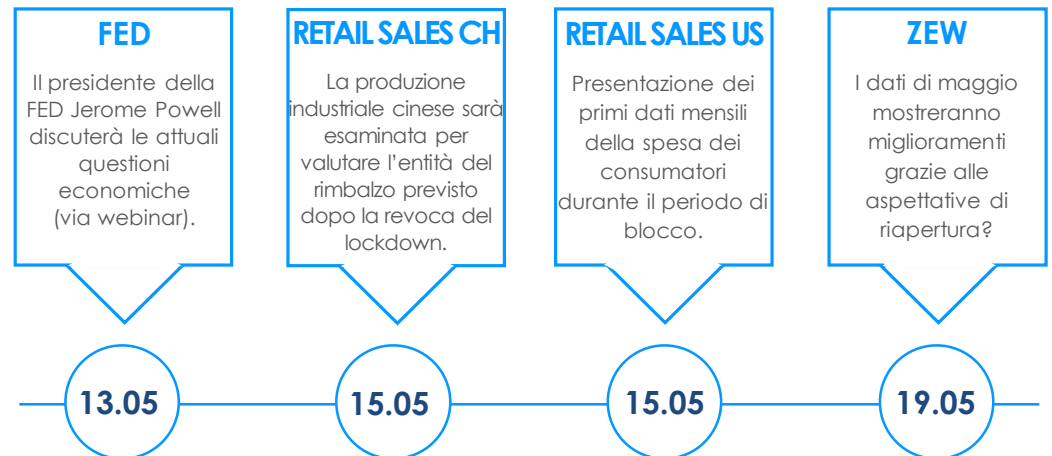 FED
Il presidente della
FED Jerome Powell
discuterà le attuali
questioni
economiche
(via webinar).
RETAIL SALES CH
La produzione
industriale cinese sarà
esaminata per
valutare l'entità del
rimbalzo previsto
dopo la revoca del
lockdown.
RETAIL SALES US
Presentazione dei
primi dati mensili
della spesa dei
consumatori
durante il periodo di
blocco.
ZEW
I dati di maggio
mostreranno
miglioramenti
grazie alle
aspettative di
riapertura?
13.05
15.05
15.05
19.05